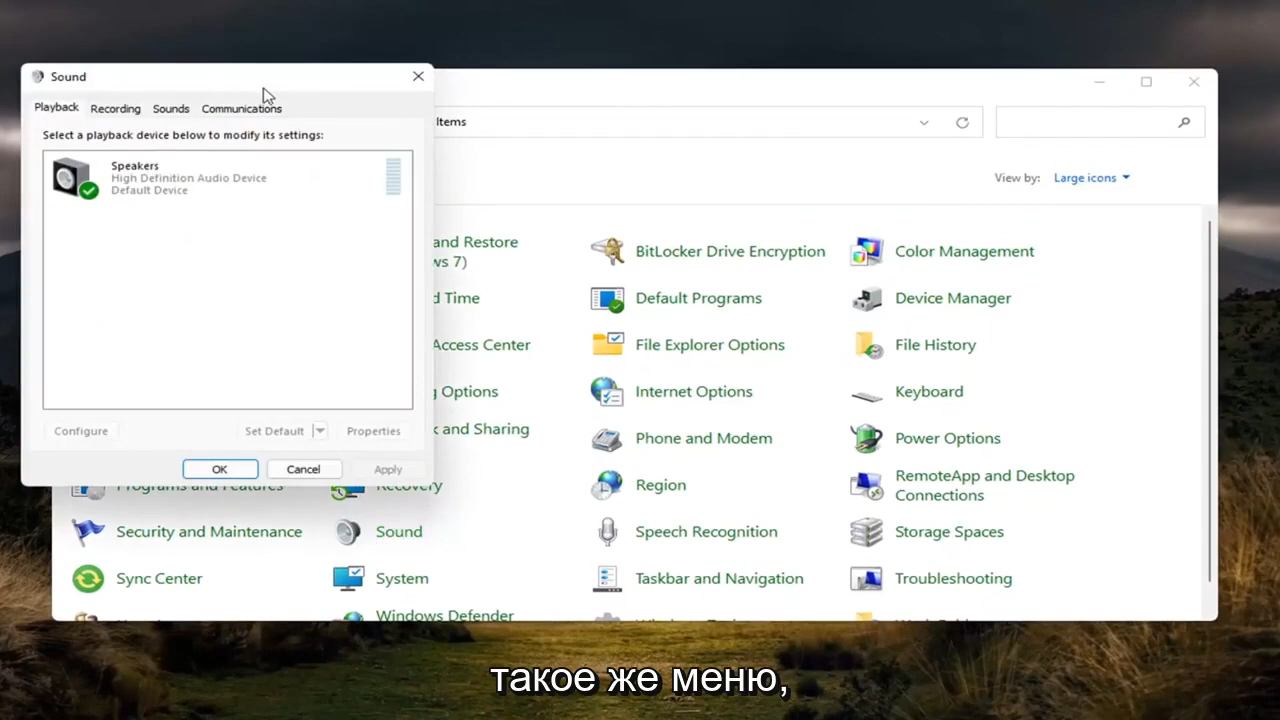 Sound
Playback
Recording
Sounds
Communications
Select a playback device below to modify its settings:
Speakers
High Definition Audio Device
Default Device
Configure
Set Default
Properties
OK
Cancel
Apply
Items
View by:
Large icons
and Restore
ws 7)
BitLocker Drive Encryption
Color Management
d Time
Default Programs
Device Manager
Access Center
File Explorer Options
File History
g Options
Internet Options
Keyboard
k and Sharing
Phone and Modem
Power Options
Programs and Features
Recovery
Region
RemoteApp and Desktop
Connections
Security and Maintenance
Sound
Speech Recognition
Storage Spaces
Sync Center
System
Taskbar and Navigation
Troubleshooting
Windows Defender
такое же меню,